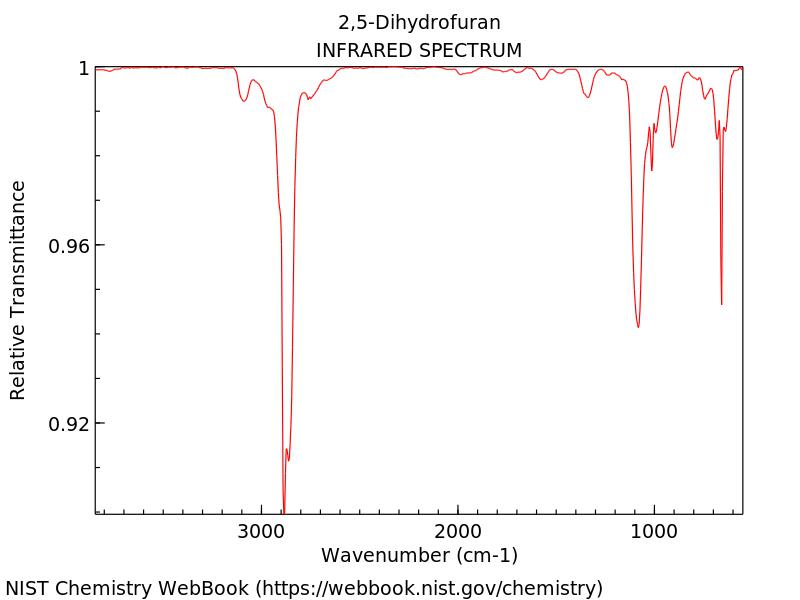 2,5-Dihydrofuran
INFRARED SPECTRUM
1
0.96
0.92
Relative Transmittance
3000 2000 1000
Wavenumber (cm-1)
NIST Chemistry WebBook (https://webbook.nist.gov/chemistry)